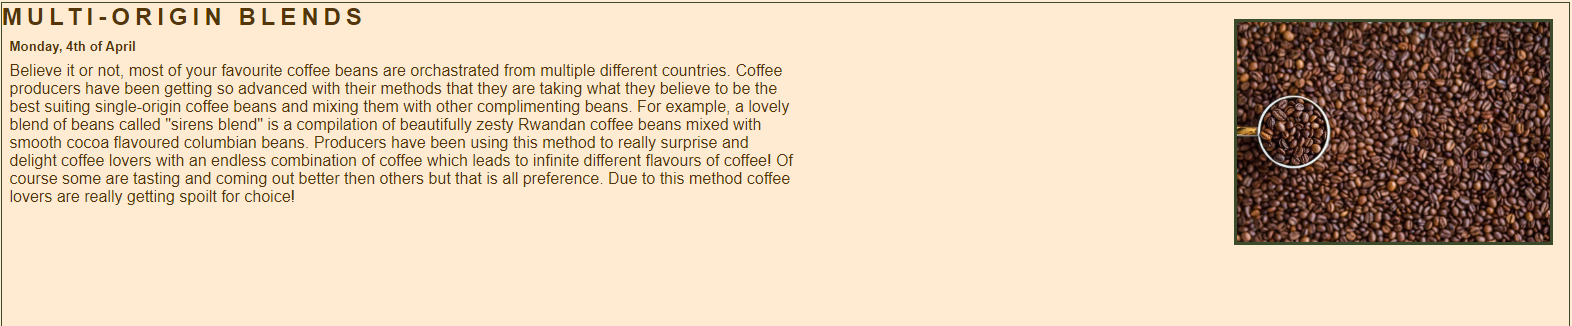 MULTI-ORIGIN BLENDS
Monday, 4th of April
Believe it or not, most of your favourite coffee beans are orchastrated from multiple different countries. Coffee
producers have been getting so advanced with their methods that they are taking what they believe to be the
best suiting single-origin coffee beans and mixing them with other complimenting beans. For example, a lovely
blend of beans called "sirens blend" is a compilation of beautifully zesty Rwandan coffee beans mixed with
smooth cocoa flavoured columbian beans. Producers have been using this method to really surprise and
delight coffee lovers with an endless combination of coffee which leads to infinite different flavours of coffee! Of
course some are tasting and coming out better then others but that is all preference. Due to this method coffee
lovers are really getting spoilt for choice!